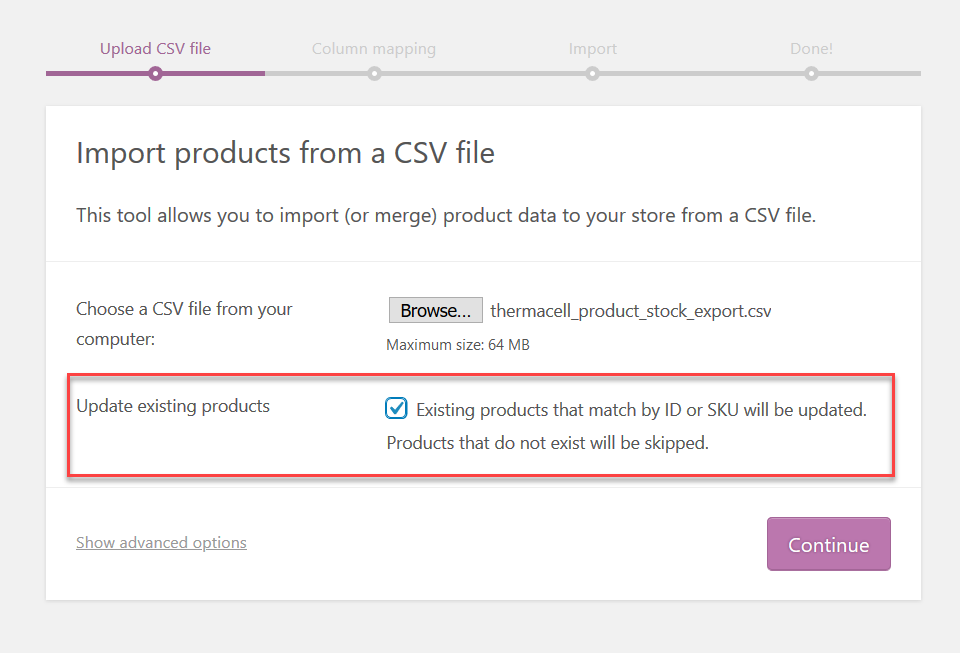 Upload CSV file
Column mapping
Import
Done!
Import products from a CSV file
This tool allows you to import (or merge) product data to your store from a CSV file.
Choose a CSV file from your
computer:
Browse... thermacell_product_stock_export.csv
Maximum size: 64 MB
Update existing products
Existing products that match by ID or SKU will be updated.
Products that do not exist will be skipped.
Show advanced options
Continue